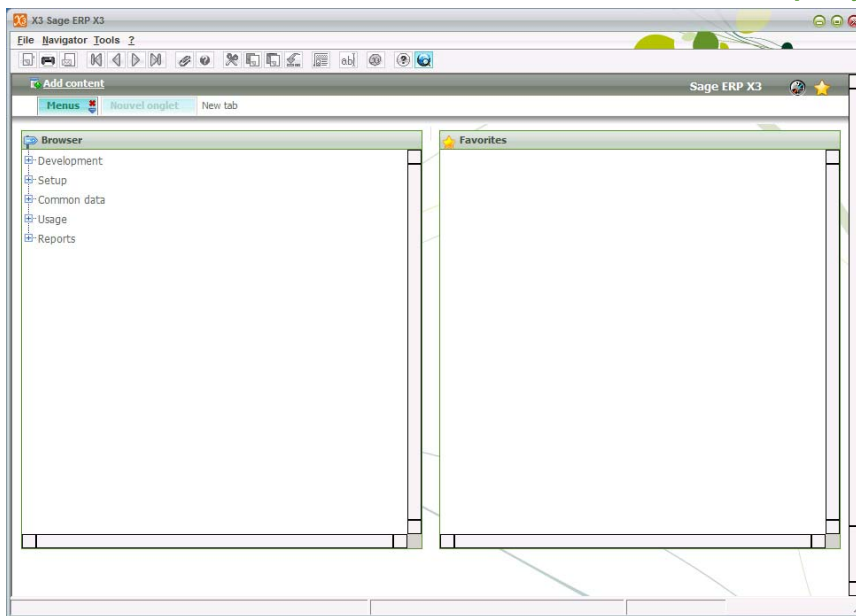 X3 Sage ERP X3
File Navigator Tools ?
Add content
Sage ERP X3
Menus Nouvel onglet New tab
Browser
Favorites
Development
Setup
Common data
Usage
Reports